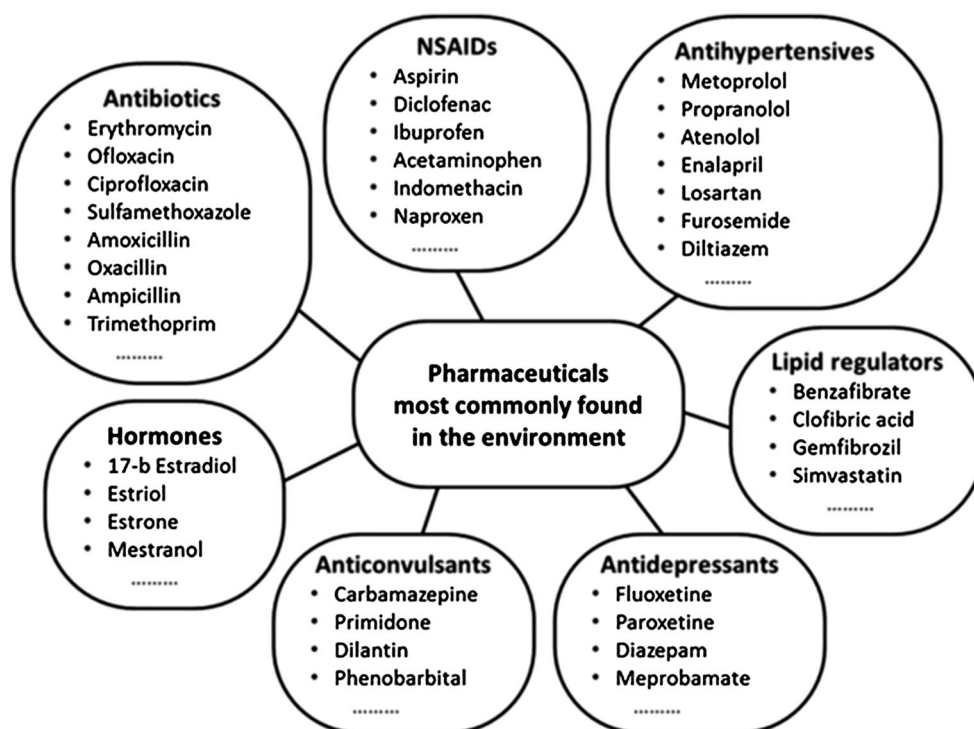 NSAIDs
• Aspirin
• Diclofenac
• Ibuprofen
• Acetaminophen
• Indomethacin
• Naproxen
………
Antihypertensives
• Metoprolol
• Propranolol
• Atenolol
• Enalapril
• Losartan
• Furosemide
• Diltiazem
………
Antibiotics
• Erythromycin
• Ofloxacin
• Ciprofloxacin
• Sulfamethoxazole
• Amoxicillin
• Oxacillin
• Ampicillin
• Trimethoprim
………
Pharmaceuticals
most commonly found
in the environment
Lipid regulators
• Benzafibrate
• Clofibric acid
• Gemfibrozil
• Simvastatin
………
Hormones
• 17-b Estradiol
• Estriol
• Estrone
• Mestranol
………
Anticonvulsants
• Carbamazepine
• Primidone
• Dilantin
• Phenobarbital
………
Antidepressants
• Fluoxetine
• Paroxetine
• Diazepam
• Meprobamate
………